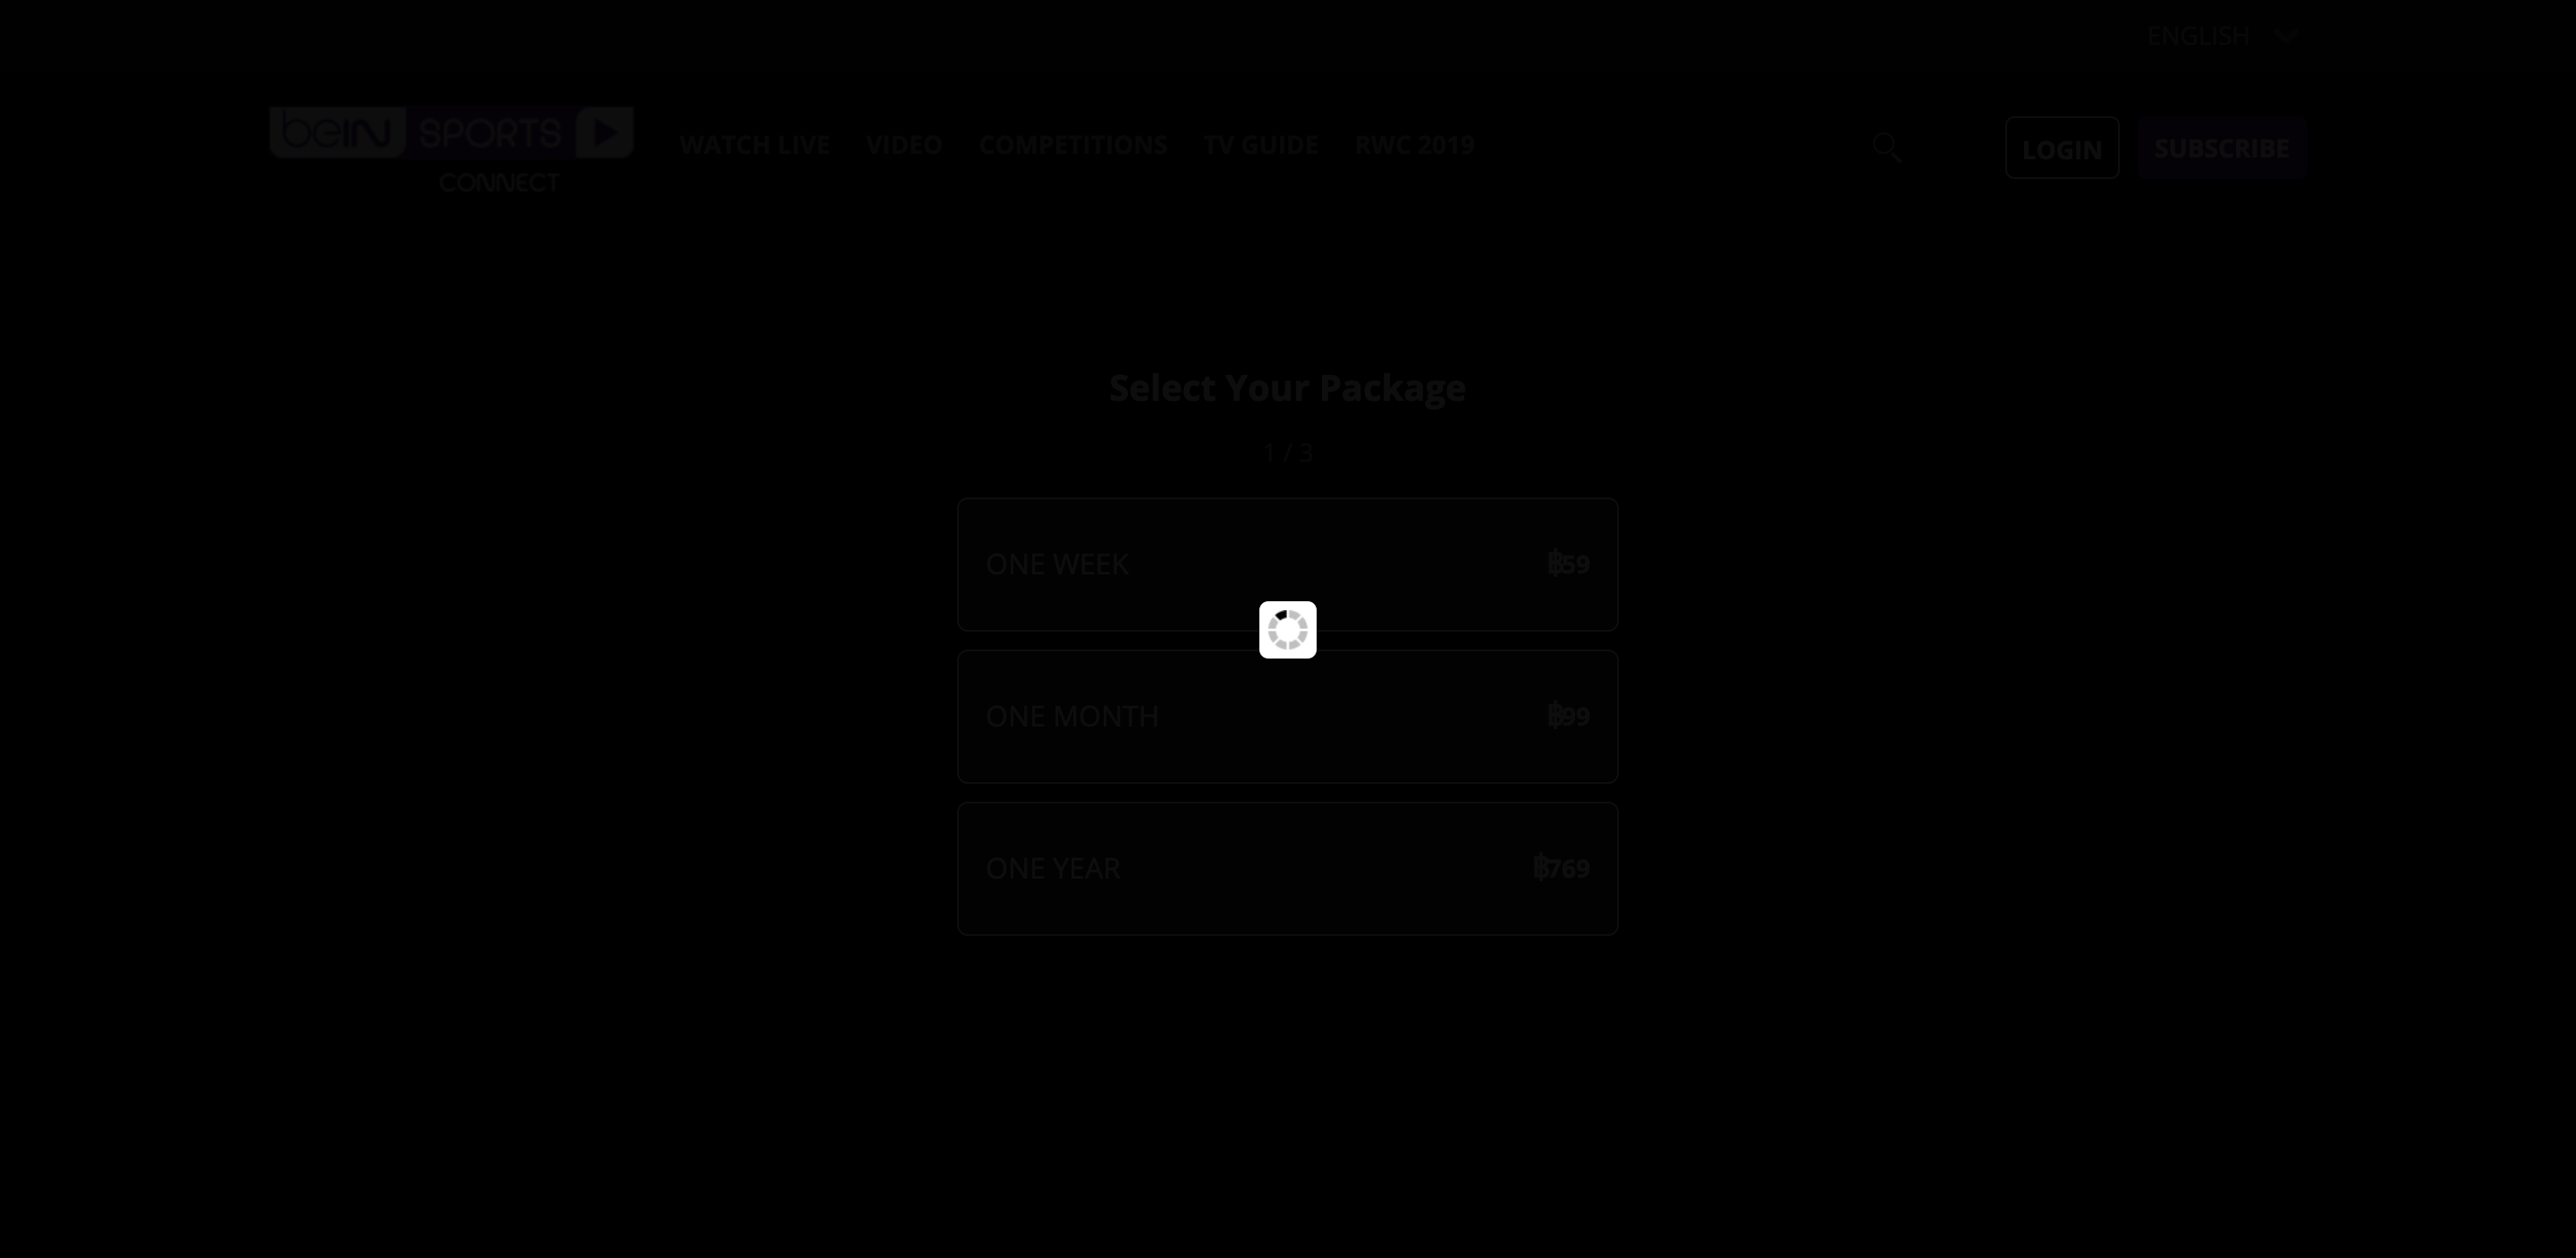 ENGLISH
beIN SPORTS
CONNECT
WATCH LIVE VIDEO COMPETITIONS TV GUIDE RWC 2019
LOGIN SUBSCRIBE
Select Your Package
1 / 3
ONE WEEK ฿59
ONE MONTH ฿99
ONE YEAR ฿769